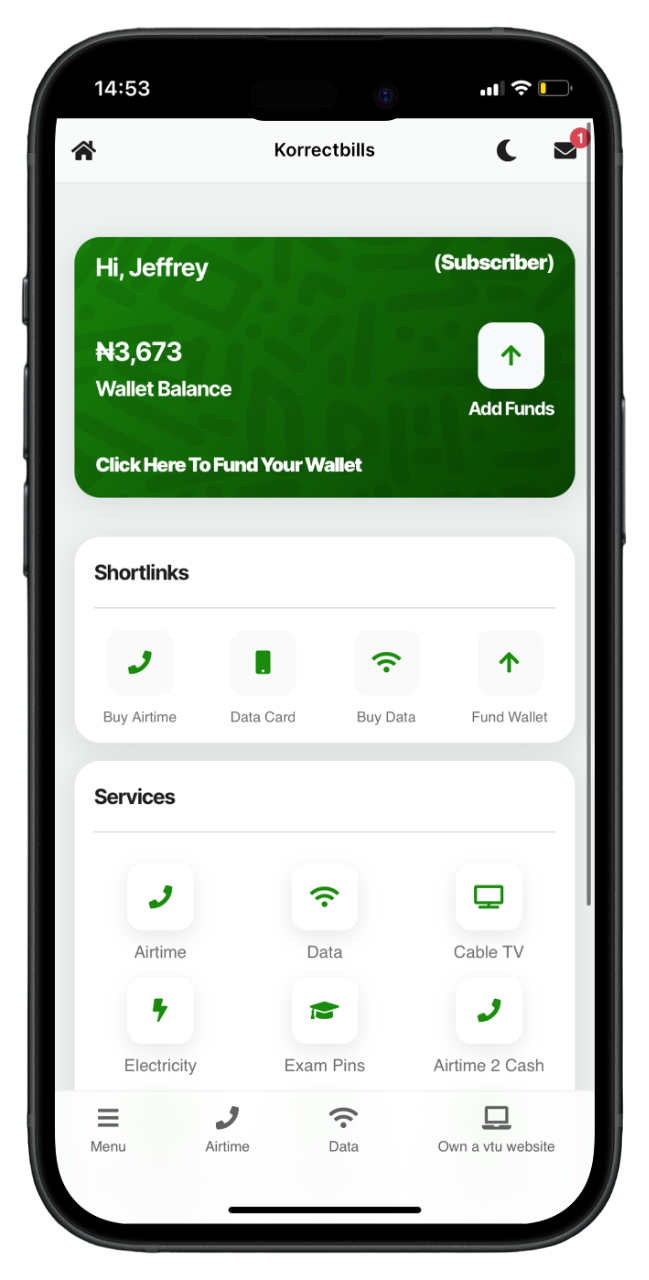 14:53
Korrectbills
1
Hi, Jeffrey
(Subscriber)
₦3,673
Wallet Balance
Add Funds
Click Here To Fund Your Wallet
Shortlinks
Buy Airtime
Data Card
Buy Data
Fund Wallet
Services
Airtime
Data
Cable TV
Electricity
Exam Pins
Airtime 2 Cash
Menu
Airtime
Data
Own a vtu website